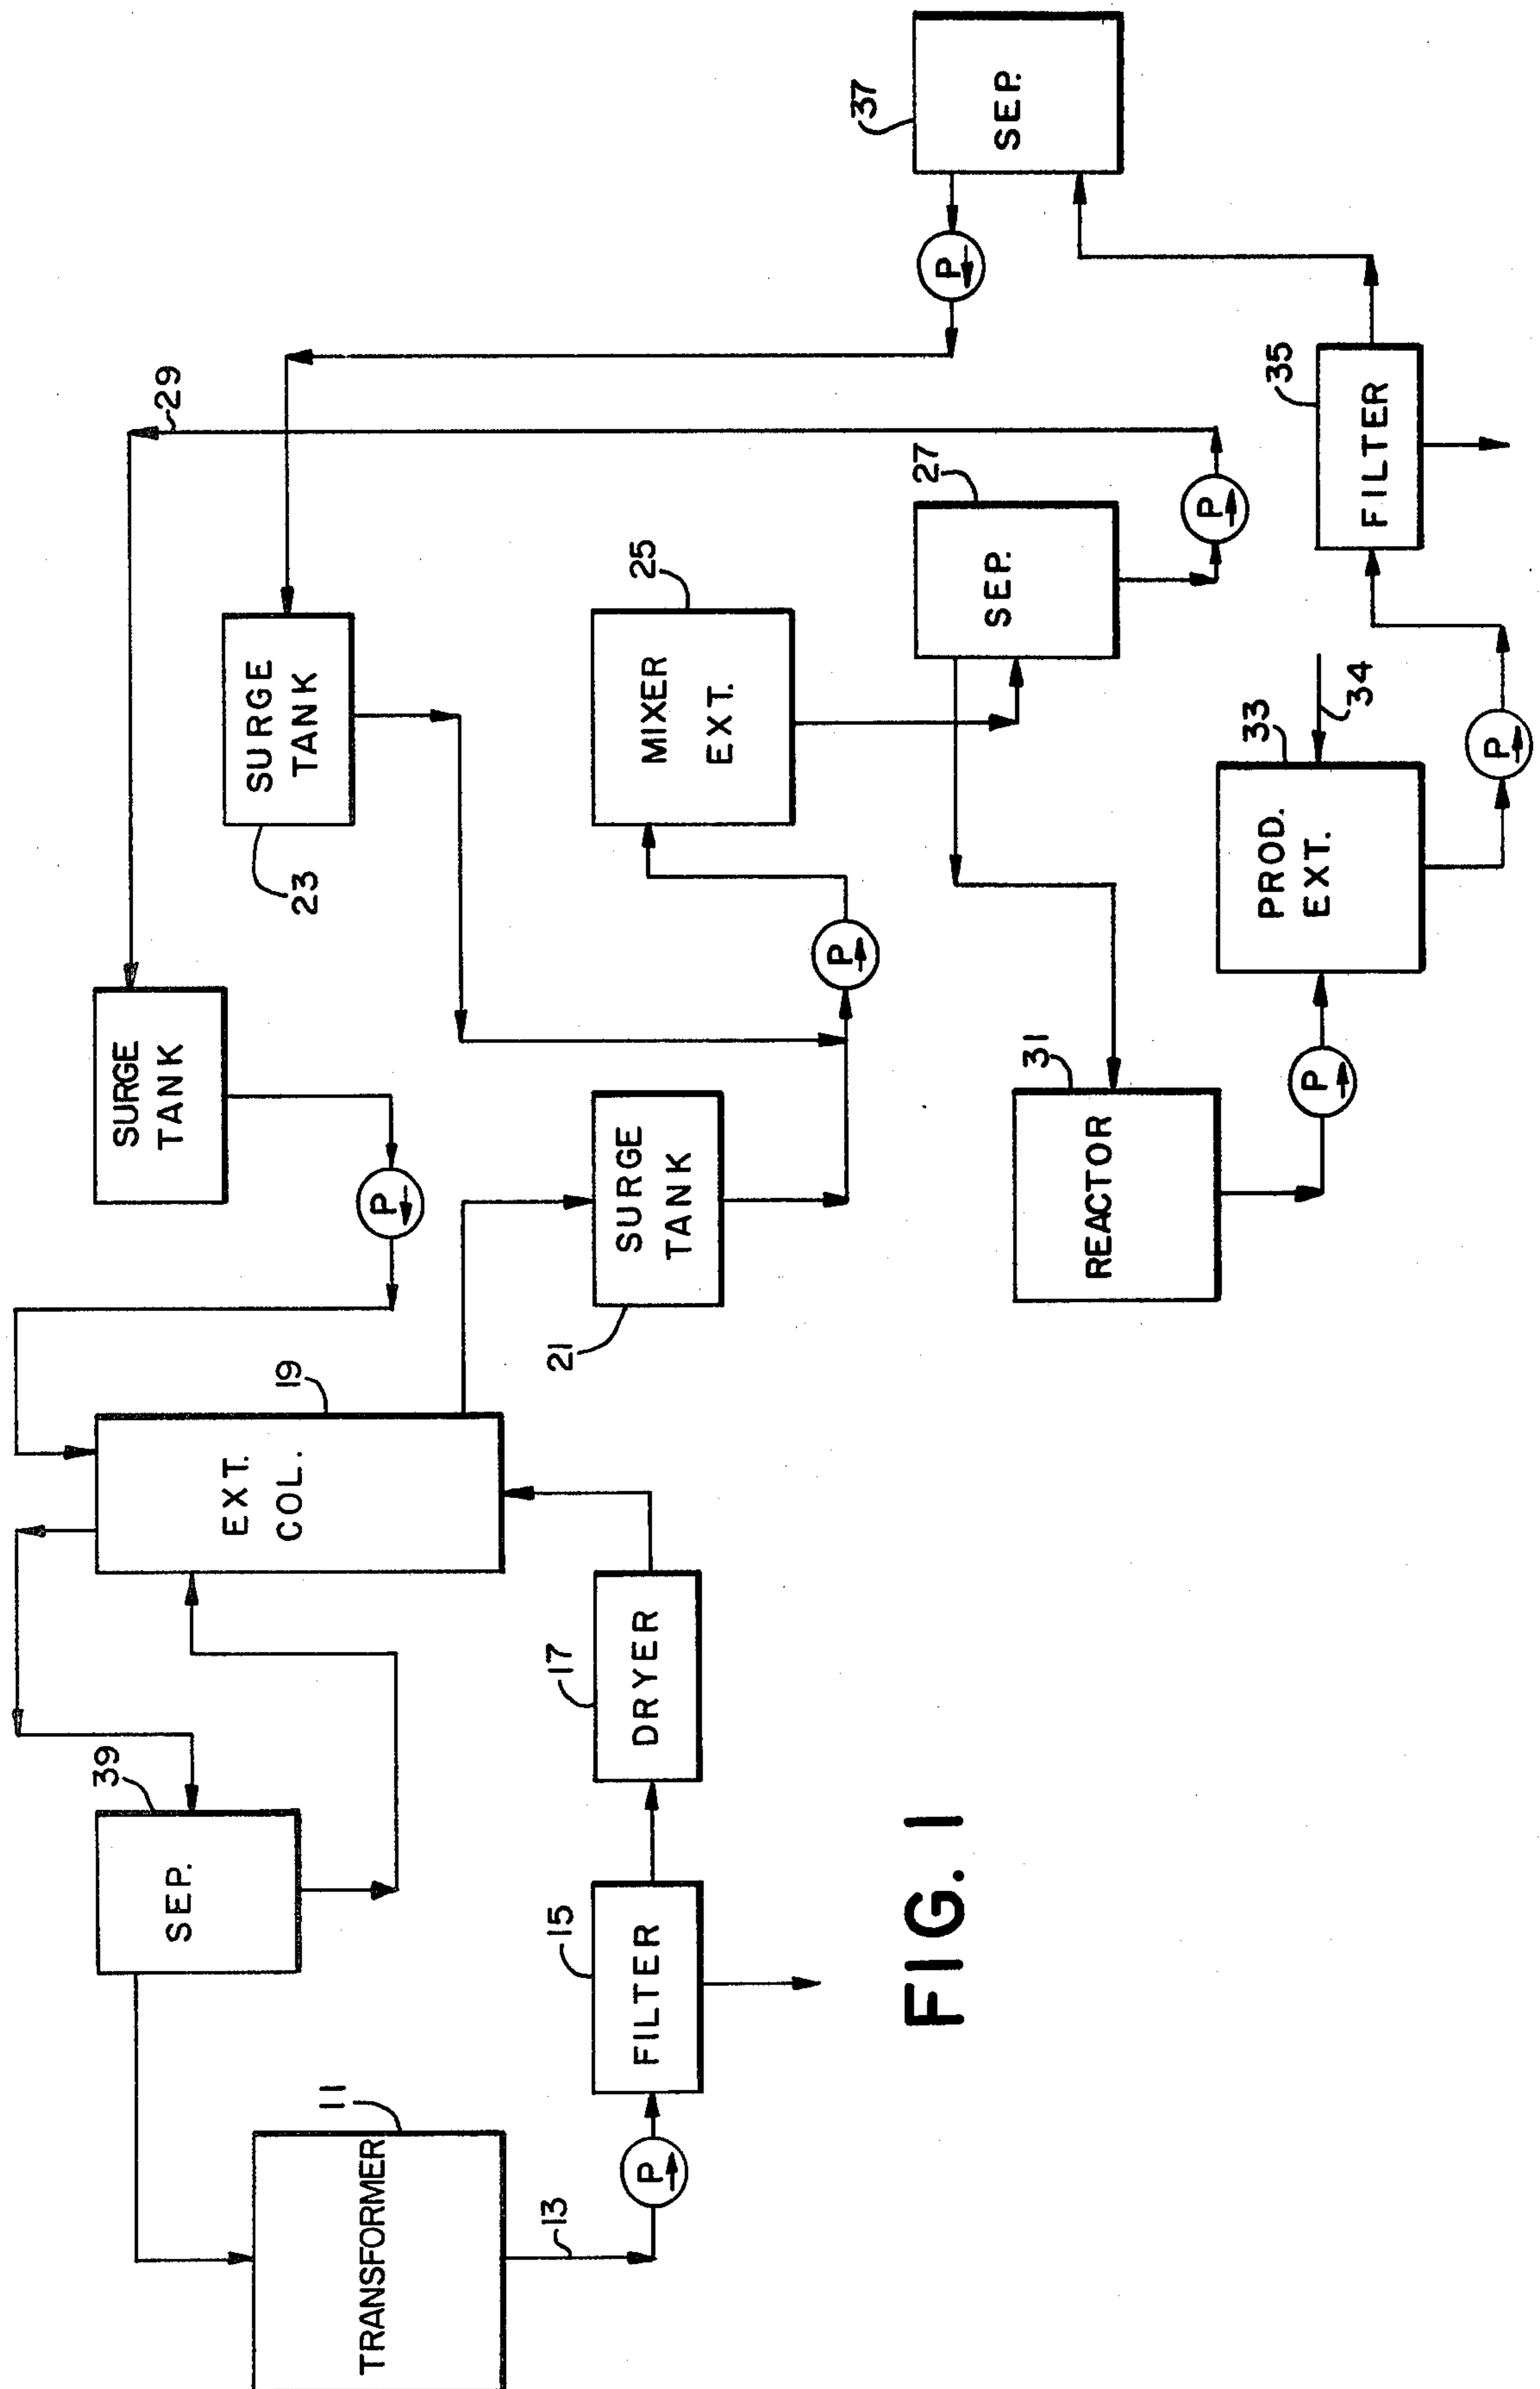 TRANSFORMER
11
13
P
FILTER
15
DRYER
17
SEP.
39
EXT.
COL.
19
SURGE
TANK
P
SURGE
TANK
21
SURGE
TANK
23
P
MIXER
EXT.
25
SEP.
27
P
29
REACTOR
31
P
PROD.
EXT.
33
34
P
FILTER
35
SEP.
37
P
FIG. 1